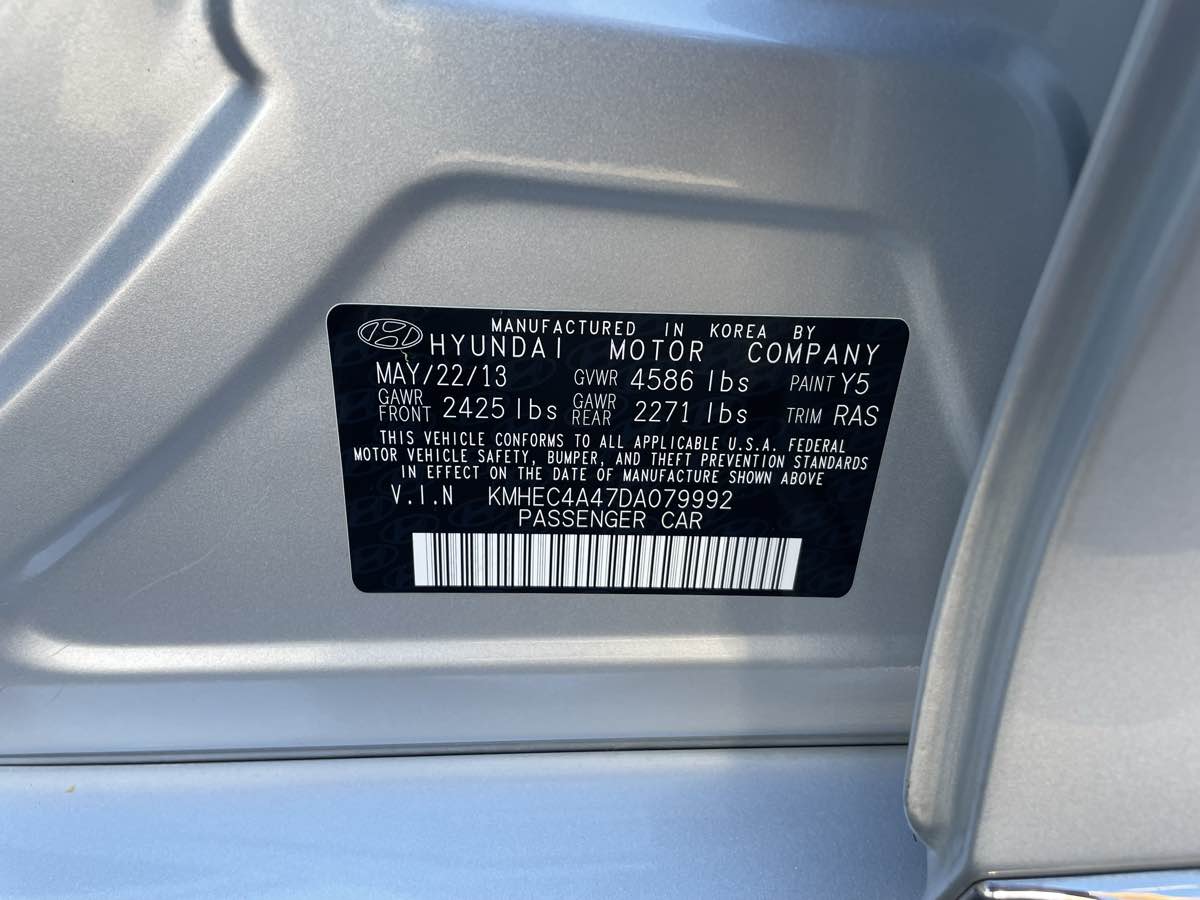 MANUFACTURED IN KOREA BY
HYUNDAI MOTOR COMPANY
MAY/22/13 GVWR 4586 lbs PAINT Y5
GAWR FRONT 2425 lbs GAWR REAR 2271 lbs TRIM RAS
THIS VEHICLE CONFORMS TO ALL APPLICABLE U.S.A. FEDERAL
MOTOR VEHICLE SAFETY, BUMPER, AND THEFT PREVENTION STANDARDS
IN EFFECT ON THE DATE OF MANUFACTURE SHOWN ABOVE
V.I.N KMHEC4A47DA079992
PASSENGER CAR